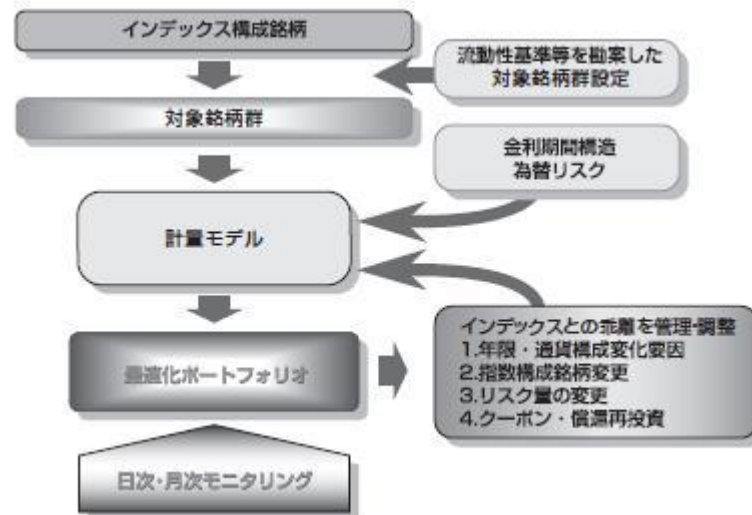 インデックス構成銘柄
流動性基準等を勘案した
対象銘柄群設定
対象銘柄群
金利期間構造
為替リスク
計量モデル
インデックスとの乖離を管理・調整
1.年限・通貨構成変化要因
2.指数構成銘柄変更
3.リスク量の変更
4.クーポン・償還再投資
最適化ポートフォリオ
日次・月次モニタリング